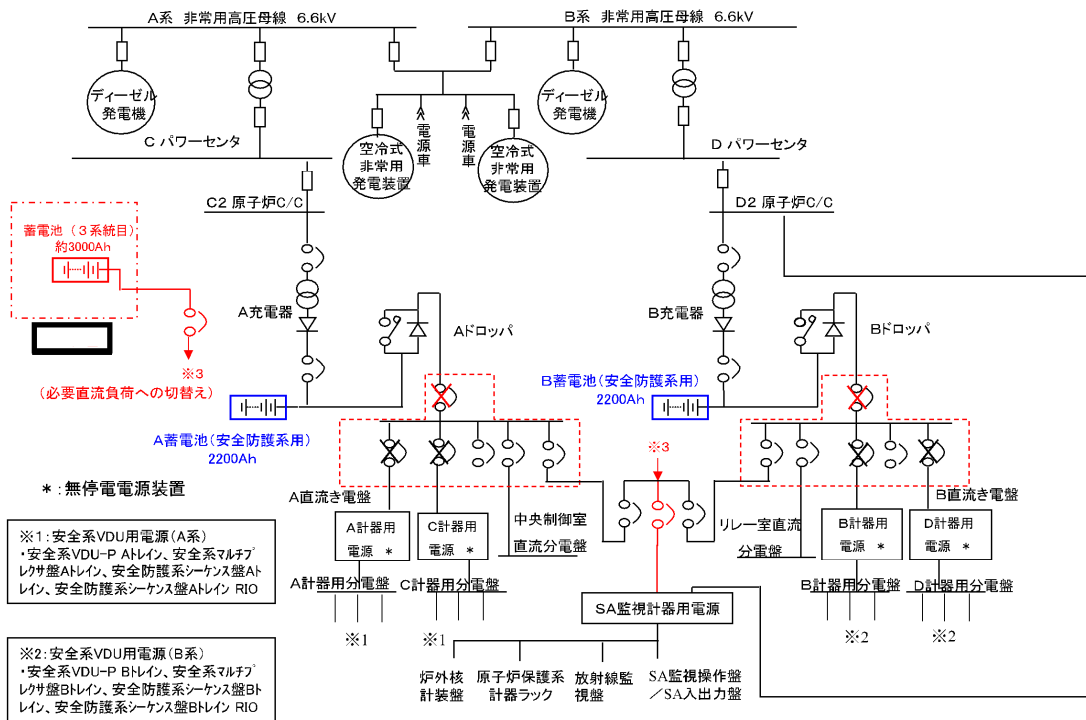 A系 非常用高圧母線 6.6kV
B系 非常用高圧母線 6.6kV
ディーゼル
発電機
ディーゼル
発電機
電源車
電源車
C パワーセンタ
D パワーセンタ
空冷式
非常用
発電装置
空冷式
非常用
発電装置
C2 原子炉C/C
D2 原子炉C/C
蓄電池（３系統目）
約3000Ah
A充電器
Aドロッパ
B充電器
Bドロッパ
※3
(必要直流負荷への切替え)
B蓄電池(安全防護系用)
2200Ah
A蓄電池(安全防護系用)
2200Ah
※3
＊：無停電電源装置
A直流き電盤
B直流き電盤
A計器用
電源 ＊
C計器用
電源 ＊
中央制御室
直流分電盤
リレー室直流
分電盤
B計器用
電源 ＊
D計器用
電源 ＊
※1：安全系VDU用電源(A系)
・安全系VDU-P Aトレイン、安全系マルチプ
レクサ盤Aトレイン、安全防護系シーケンス盤Aト
レイン、安全防護系シーケンス盤Aトレイン RIO
A計器用分電盤
C計器用分電盤
B計器用分電盤
D計器用分電盤
SA監視計器用電源
※1
※1
※2
※2
※2：安全系VDU用電源(B系)
・安全系VDU-P Bトレイン、安全系マルチプ
レクサ盤Bトレイン、安全防護系シーケンス盤Bト
レイン、安全防護系シーケンス盤Bトレイン RIO
炉外核
計装盤
原子炉保護系
計器ラック
放射線監
視盤
SA監視操作盤
／SA入出力盤